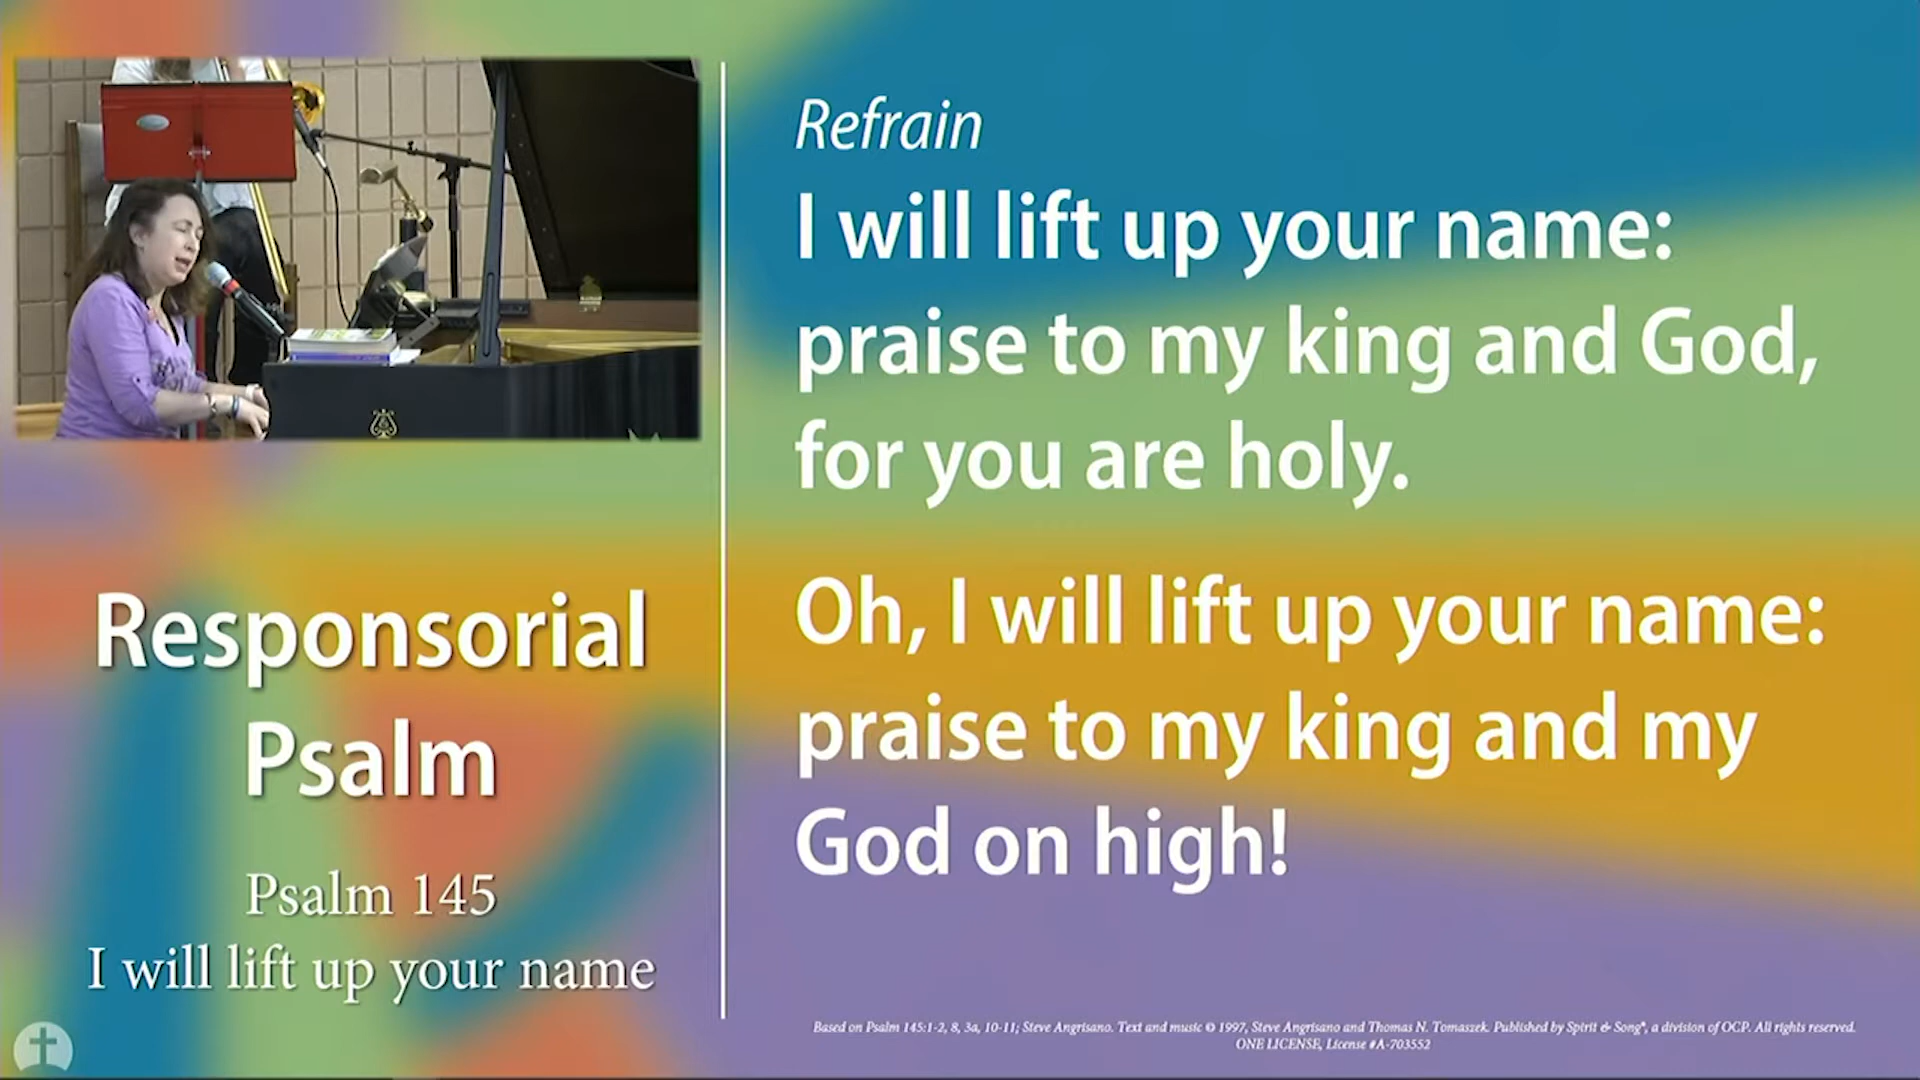 Responsorial
Psalm
Psalm 145
I will lift up your name
Refrain
I will lift up your name:
praise to my king and God,
for you are holy.
Oh, I will lift up your name:
praise to my king and my
God on high!
Based on Psalm 145:1-2, 8, 3a, 10-11; Steve Angrisano. Text and music © 1997, Steve Angrisano and Thomas N. Tomaszek. Published by Spirit & Song®, a division of OCP. All rights reserved.
ONE LICENSE, License #A-703552